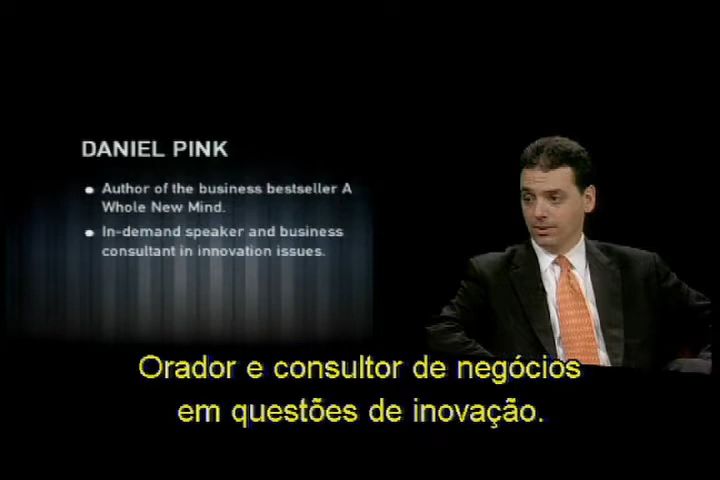 DANIEL PINK
Author of the business bestseller A
Whole New Mind.
In-demand speaker and business
consultant in innovation issues.
Orador e consultor de negócios
em questões de inovação.